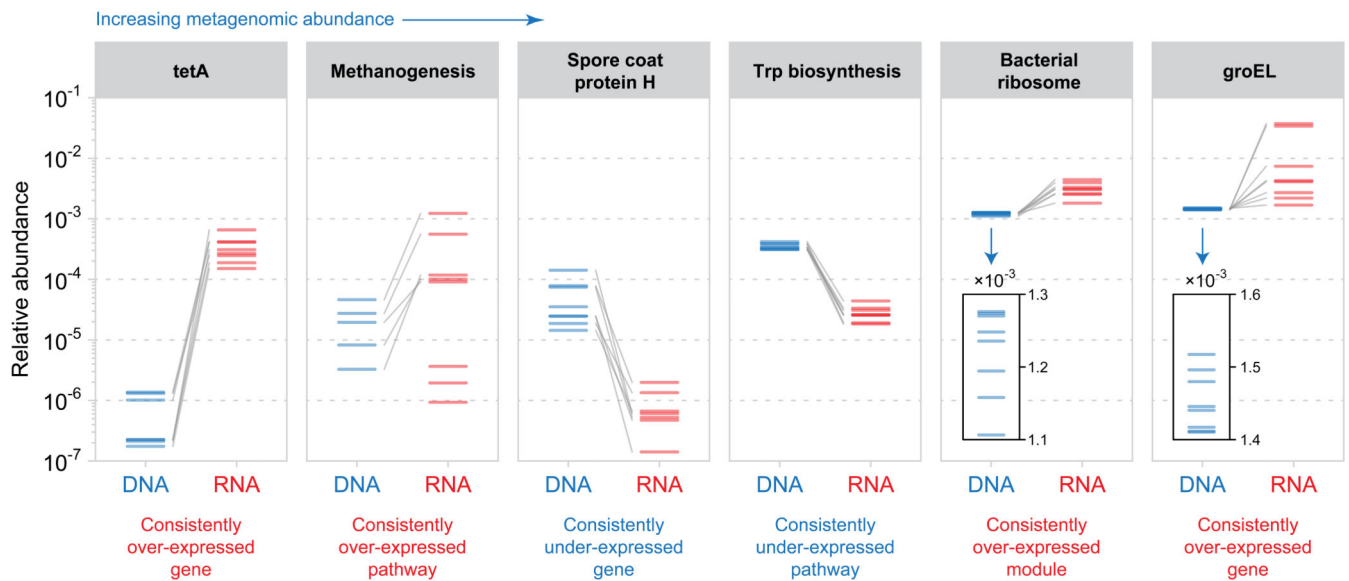 Increasing metagenomic abundance
tetA
Methanogenesis
Spore coat
protein H
Trp biosynthesis
Bacterial
ribosome
groEL
Relative abundance
10-1
10-2
10-3
10-4
10-5
10-6
10-7
×10-3
1.3
1.2
1.1
×10-3
1.6
1.5
1.4
DNA RNA
DNA RNA
DNA RNA
DNA RNA
DNA RNA
DNA RNA
Consistently
over-expressed
gene
Consistently
over-expressed
pathway
Consistently
under-expressed
gene
Consistently
under-expressed
pathway
Consistently
over-expressed
module
Consistently
over-expressed
gene